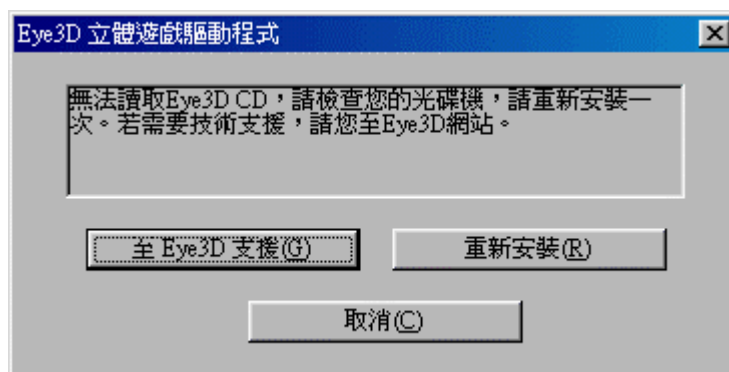 Eye3D 立體遊戲驅動程式
無法讀取Eye3D CD，請檢查您的光碟機，請重新安裝一
次。若需要技術支援，請您至Eye3D網站。
至 Eye3D 支援(G)
重新安裝(R)
取消(C)